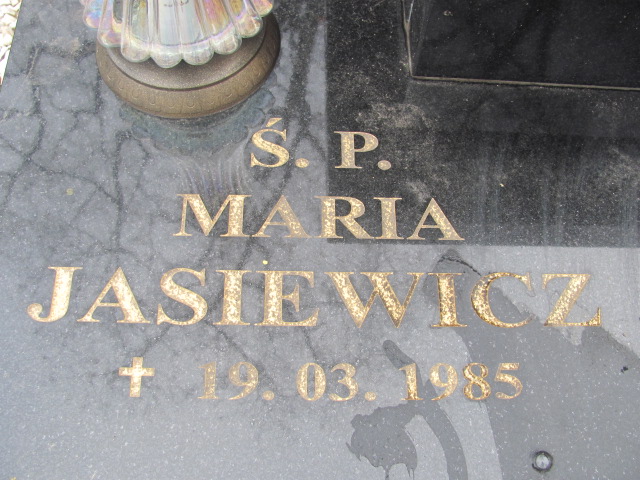 Ś. P.
MARIA
JASIEWICZ
✝ 19. 03. 1985